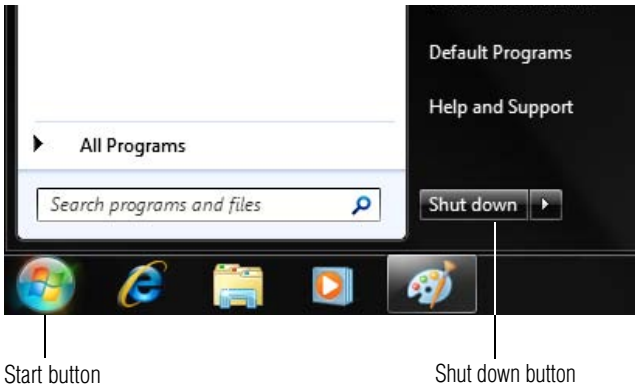 Default Programs
Help and Support
All Programs
Search programs and files
Shut down
Start button
Shut down button